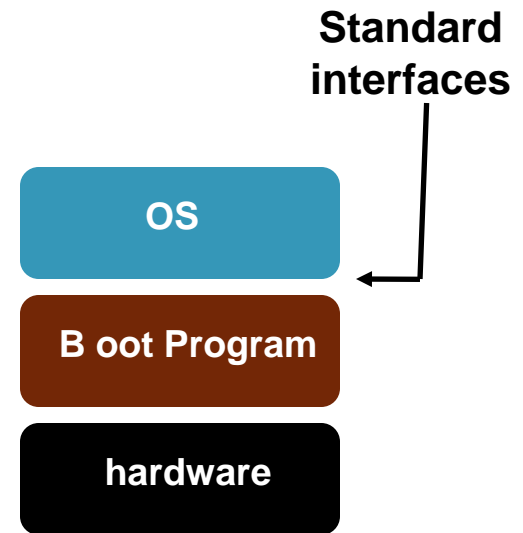 Standard
interfaces
OS
B oot Program
hardware